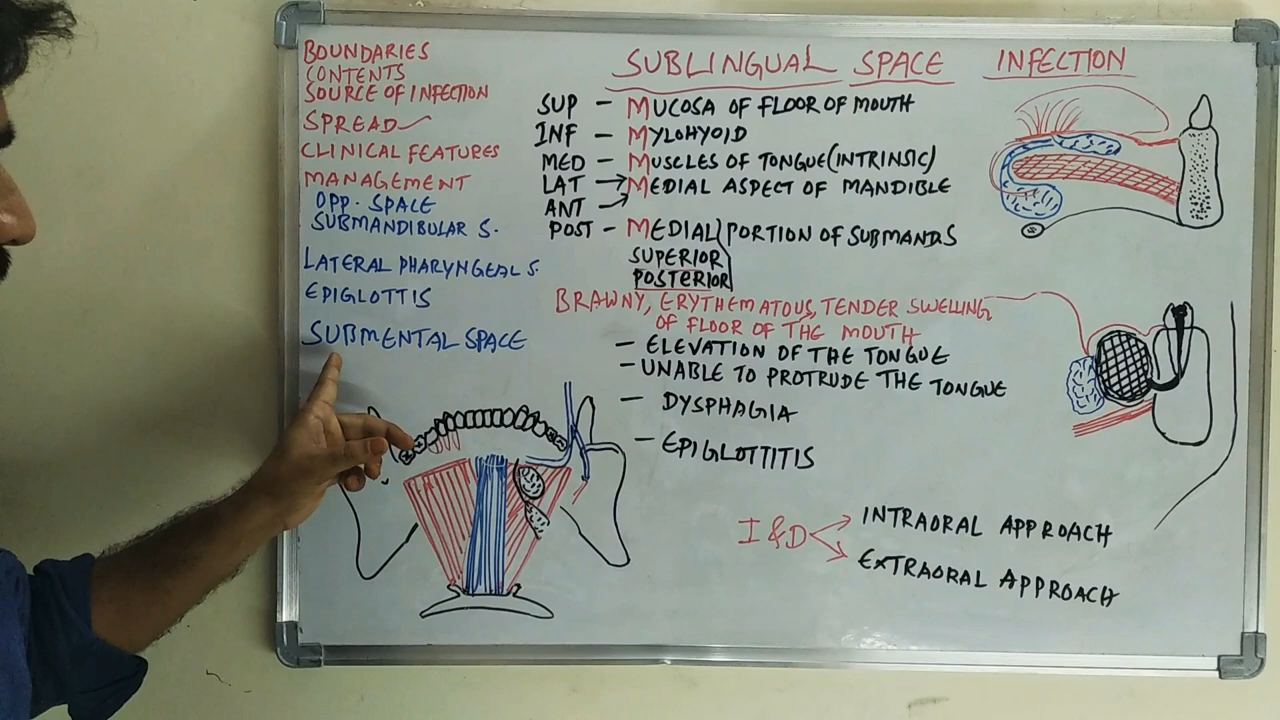 SUBLINGUAL SPACE INFECTION
BOUNDARIES
CONTENTS
SOURCE OF INFECTION
SPREAD
CLINICAL FEATURES
MANAGEMENT
OPP. SPACE
SUBMANDIBULAR S.
LATERAL PHARYNGEAL S.
EPIGLOTTIS
SUBMENTAL SPACE
SUP - MUCOSA OF FLOOR OF MOUTH
INF - MYLOHYOID
MED - MUSCLES OF TONGUE(INTRINSIC)
LAT → MEDIAL ASPECT OF MANDIBLE
ANT
POST - MEDIAL PORTION OF SUBMAND.S
SUPERIOR
POSTERIOR
BRAWNY, ERYTHEMATOUS, TENDER SWELLING
OF FLOOR OF THE MOUTH
- ELEVATION OF THE TONGUE
- UNABLE TO PROTRUDE THE TONGUE
- DYSPHAGIA
- EPIGLOTTITIS
I&D
INTRAORAL APPROACH
EXTRAORAL APPROACH